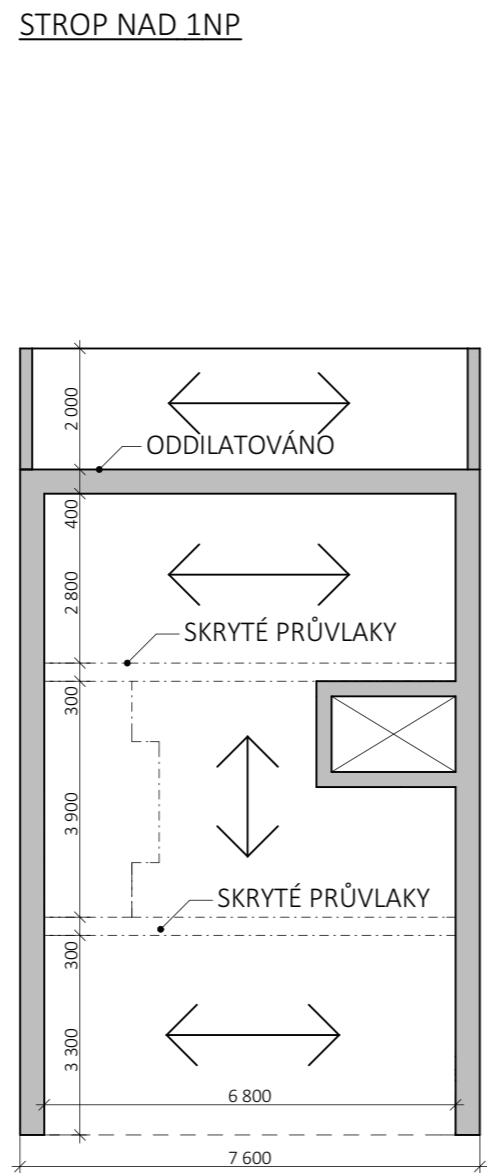 STROP NAD 1NP
2 000
ODDILATOVÁNO
400
2 800
SKRYTÉ PRŮVLAKY
300
3 900
SKRYTÉ PRŮVLAKY
300
3 300
6 800
7 600